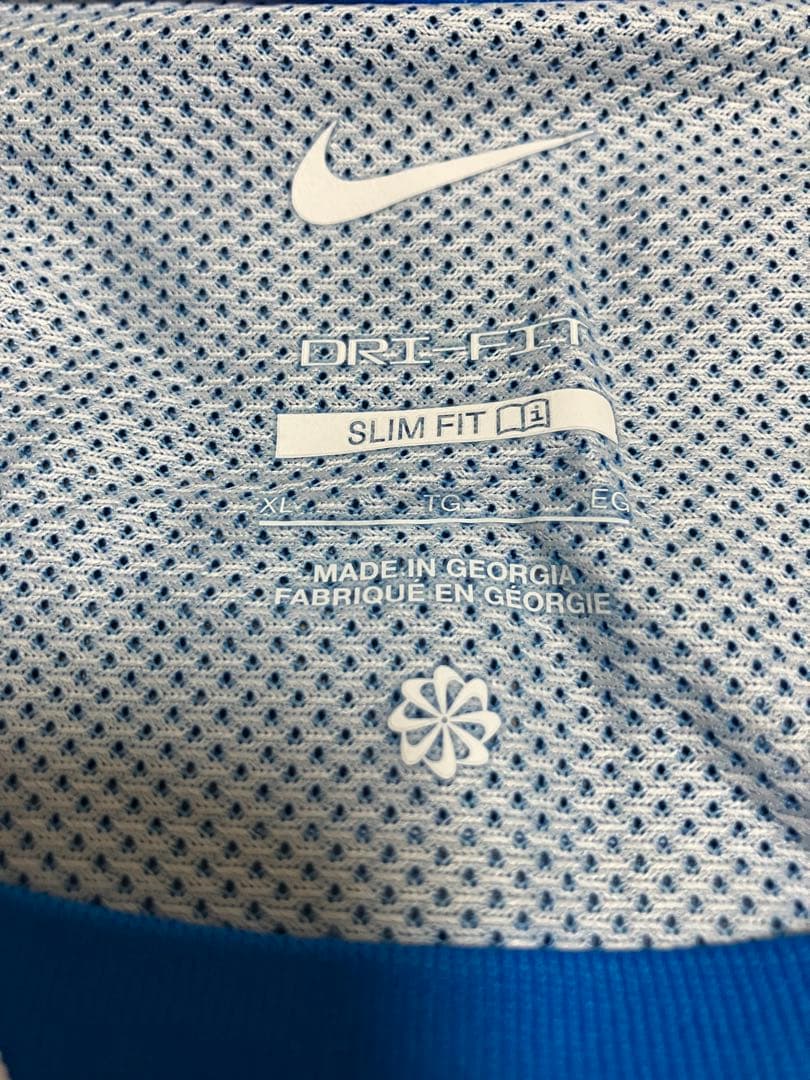 DRI-FIT
SLIM FIT
XL TG EG
MADE IN GEORGIA
FABRIQUÉ EN GÉORGIE